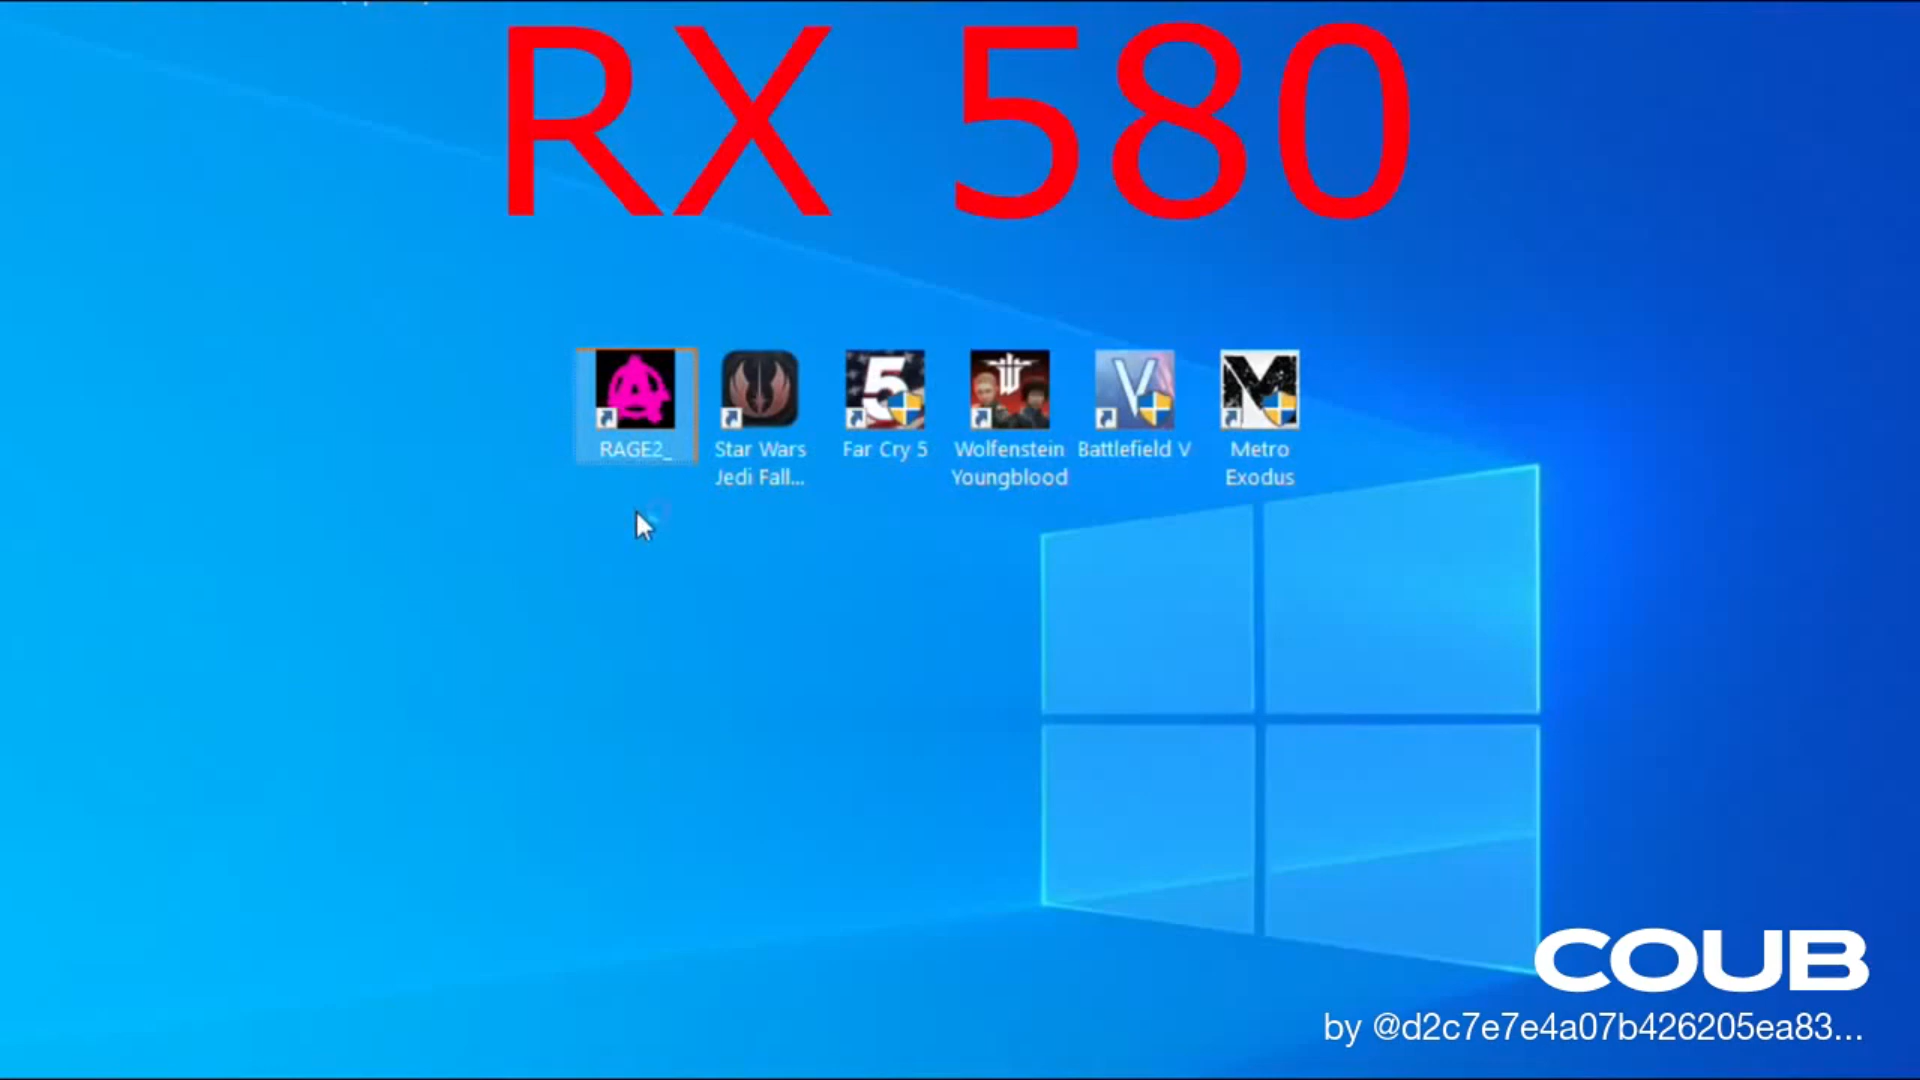 RX 580
RAGE2_
Star Wars
Jedi Fall...
Far Cry 5
Wolfenstein
Youngblood
Battlefield V
Metro
Exodus
COUB
by @d2c7e7e4a07b426205ea83...